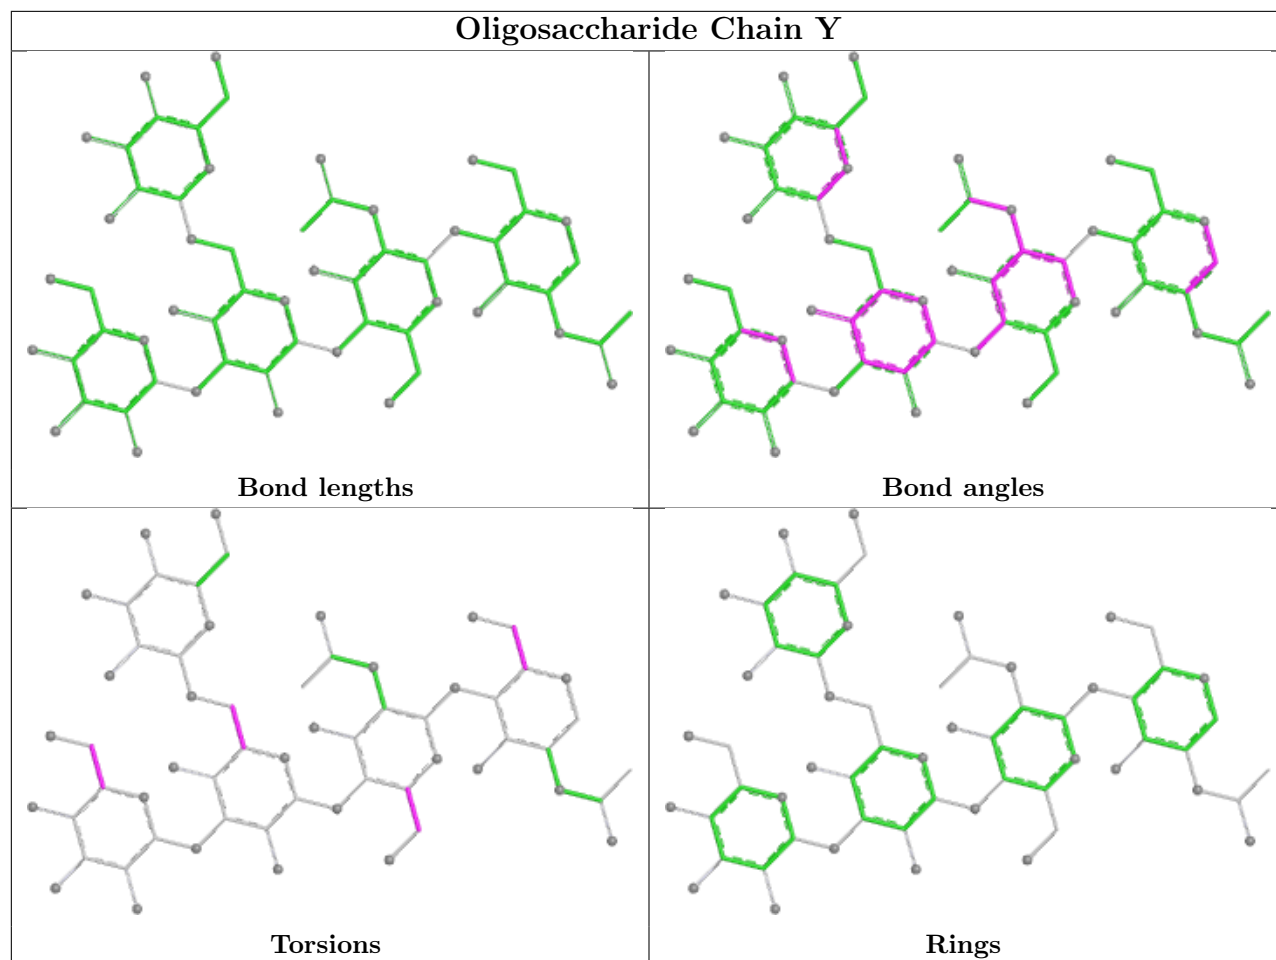 Oligosaccharide Chain Y
Bond lengths
Bond angles
Torsions
Rings